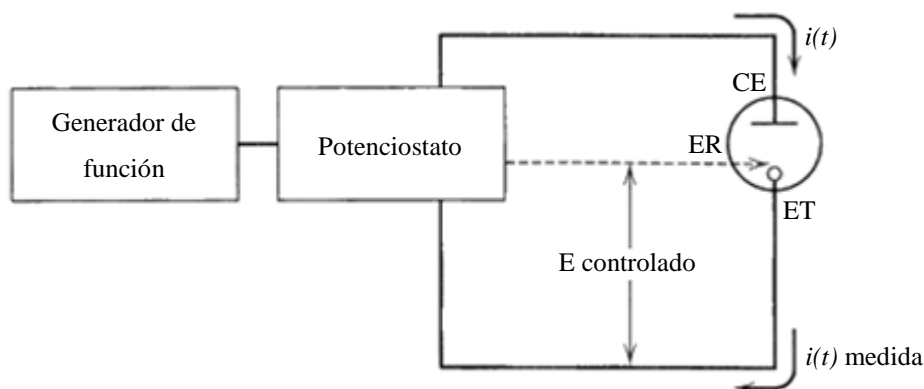 i(t)
CE
Generador de
función
Potenciostato
ER
ET
E controlado
i(t) medida